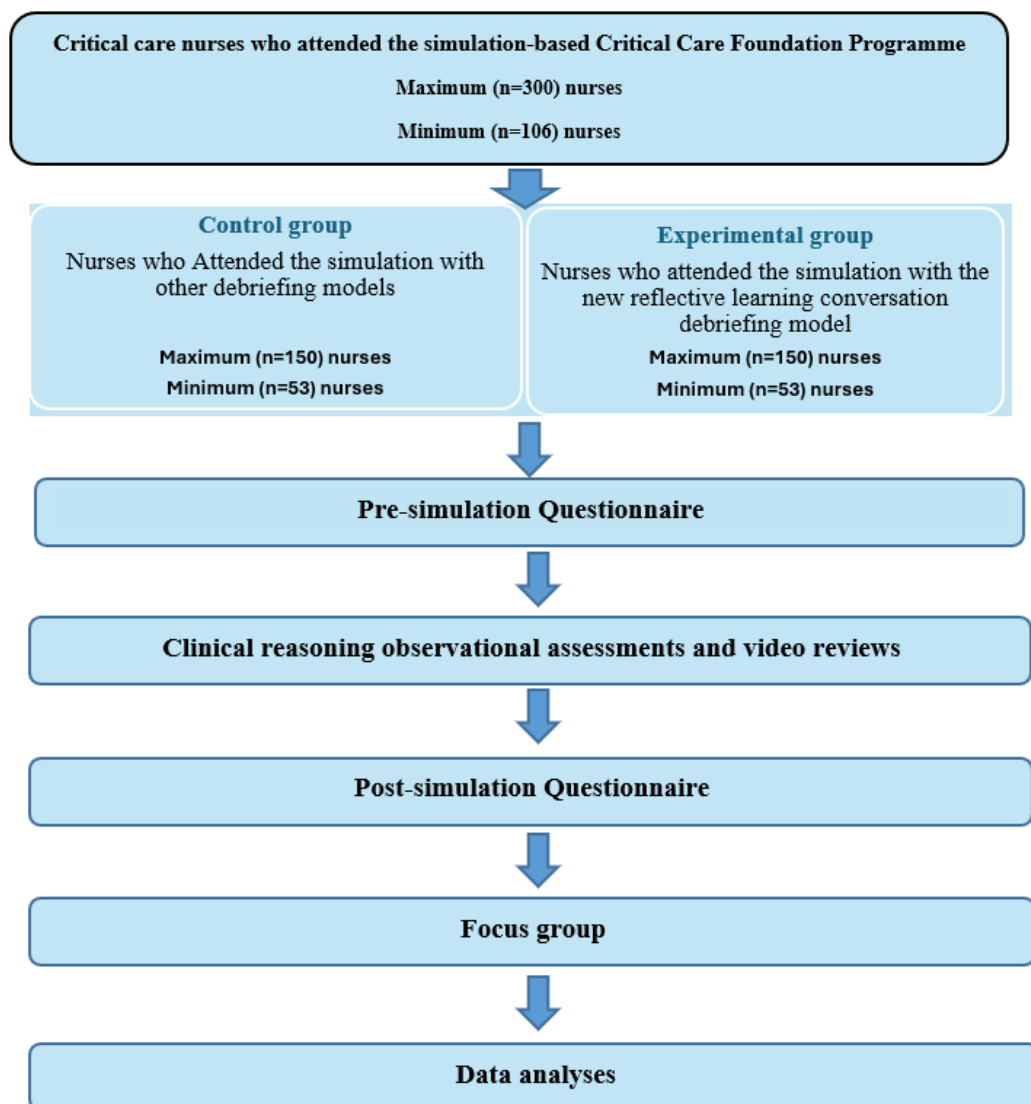 Critical care nurses who attended the simulation-based Critical Care Foundation Programme
Maximum (n=300) nurses
Minimum (n=106) nurses
Control group
Nurses who Attended the simulation with
other debriefing models
Maximum (n=150) nurses
Minimum (n=53) nurses
Experimental group
Nurses who attended the simulation with the
new reflective learning conversation
debriefing model
Maximum (n=150) nurses
Minimum (n=53) nurses
Pre-simulation Questionnaire
Clinical reasoning observational assessments and video reviews
Post-simulation Questionnaire
Focus group
Data analyses